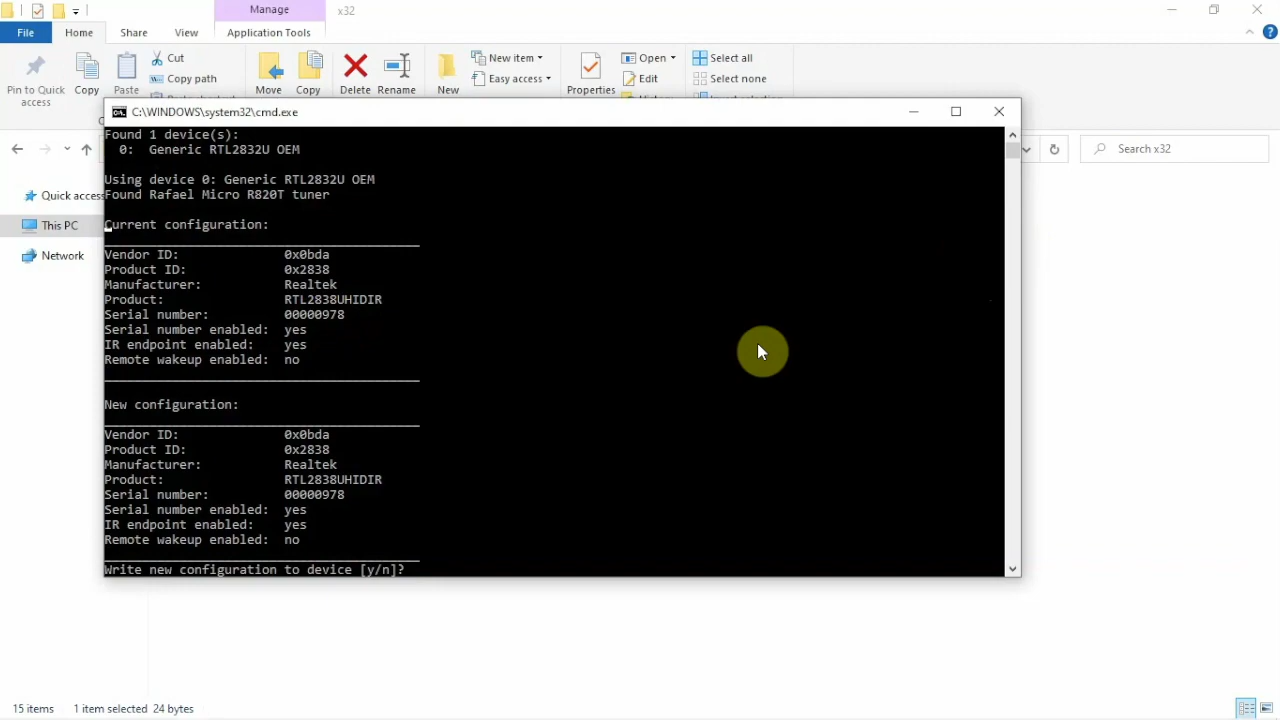 Manage
x32
File
Home
Share
View
Application Tools
Pin to Quick access
Copy
Paste
Cut
Copy path
Move
Copy
Delete
Rename
New
New item
Easy access
Properties
Open
Edit
Select all
Select none
C:\WINDOWS\system32\cmd.exe
Found 1 device(s):
0: Generic RTL2832U OEM
Using device 0: Generic RTL2832U OEM
Found Rafael Micro R820T tuner
Current configuration:
Vendor ID: 0x0bda
Product ID: 0x2838
Manufacturer: Realtek
Product: RTL2838UHIDIR
Serial number: 00000978
Serial number enabled: yes
IR endpoint enabled: yes
Remote wakeup enabled: no
New configuration:
Vendor ID: 0x0bda
Product ID: 0x2838
Manufacturer: Realtek
Product: RTL2838UHIDIR
Serial number: 00000978
Serial number enabled: yes
IR endpoint enabled: yes
Remote wakeup enabled: no
Write new configuration to device [y/n]?
Search x32
Quick access
This PC
Network
15 items
1 item selected 24 bytes